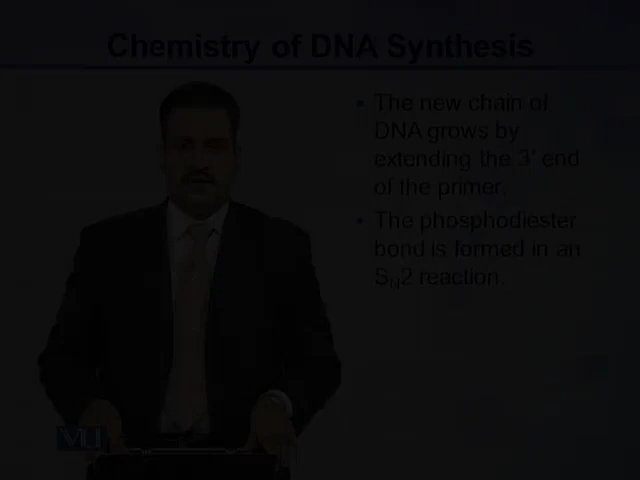 Chemistry of DNA Synthesis
• The new chain of
DNA grows by
extending the 3' end
of the primer.
• The phosphodiester
bond is formed in an
SN2 reaction.
VU